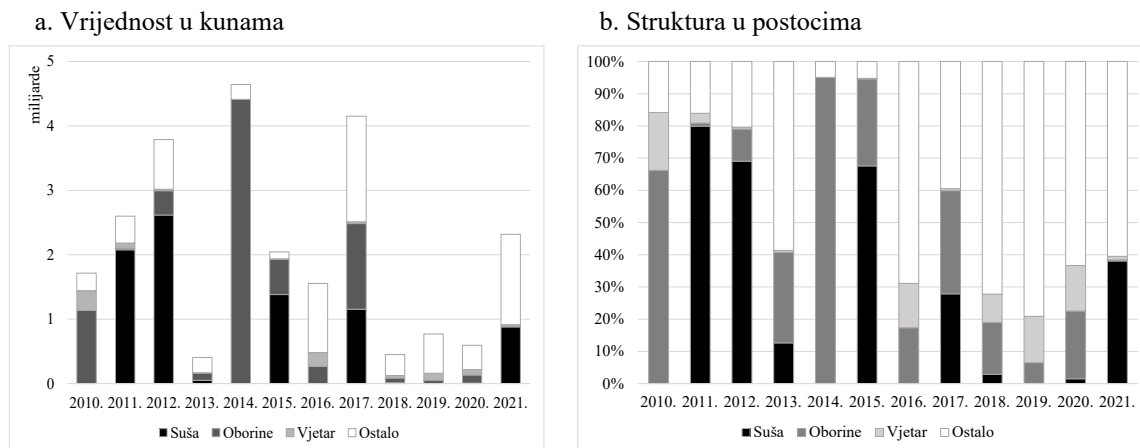 a. Vrijednost u kunama
milijarde
5
4
3
2
1
0
2010. 2011. 2012. 2013. 2014. 2015. 2016. 2017. 2018. 2019. 2020. 2021.
Suša Oborine Vjetar Ostalo
b. Struktura u postocima
100%
90%
80%
70%
60%
50%
40%
30%
20%
10%
0%
2010. 2011. 2012. 2013. 2014. 2015. 2016. 2017. 2018. 2019. 2020. 2021.
Suša Oborine Vjetar Ostalo